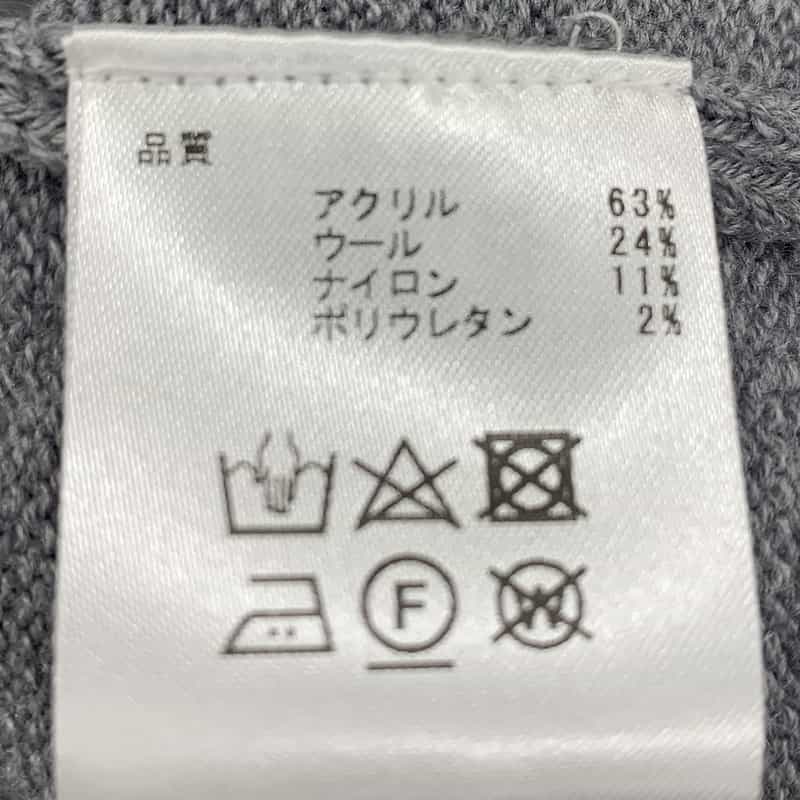 品質
アクリル 63%
ウール 24%
ナイロン 11%
ポリウレタン 2%
F W